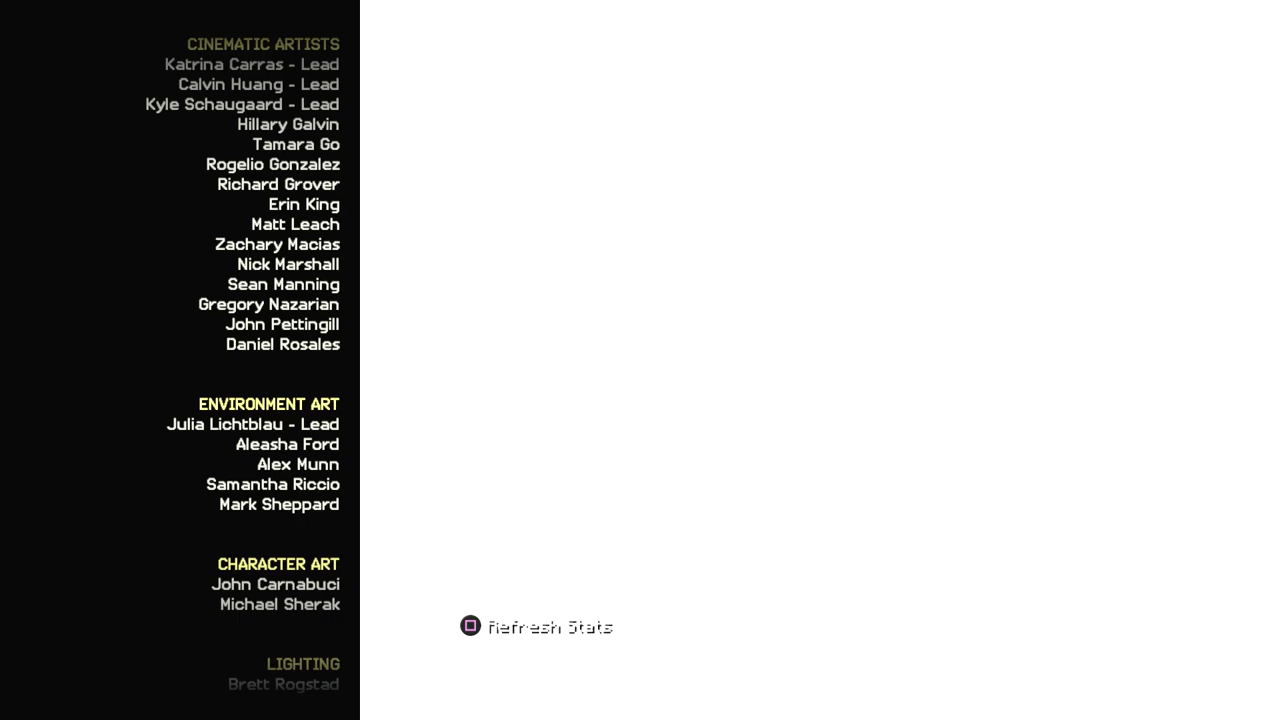 CINEMATIC ARTISTS
Katrina Carras - Lead
Calvin Huang - Lead
Kyle Schaugaard - Lead
Hillary Galvin
Tamara Go
Rogelio Gonzalez
Richard Grover
Erin King
Matt Leach
Zachary Macias
Nick Marshall
Sean Manning
Gregory Nazarian
John Pettingill
Daniel Rosales
ENVIRONMENT ART
Julia Lichtblau - Lead
Aleasha Ford
Alex Munn
Samantha Riccio
Mark Sheppard
CHARACTER ART
John Carnabuci
Michael Sherak
Refresh Stats
LIGHTING
Brett Rogstad